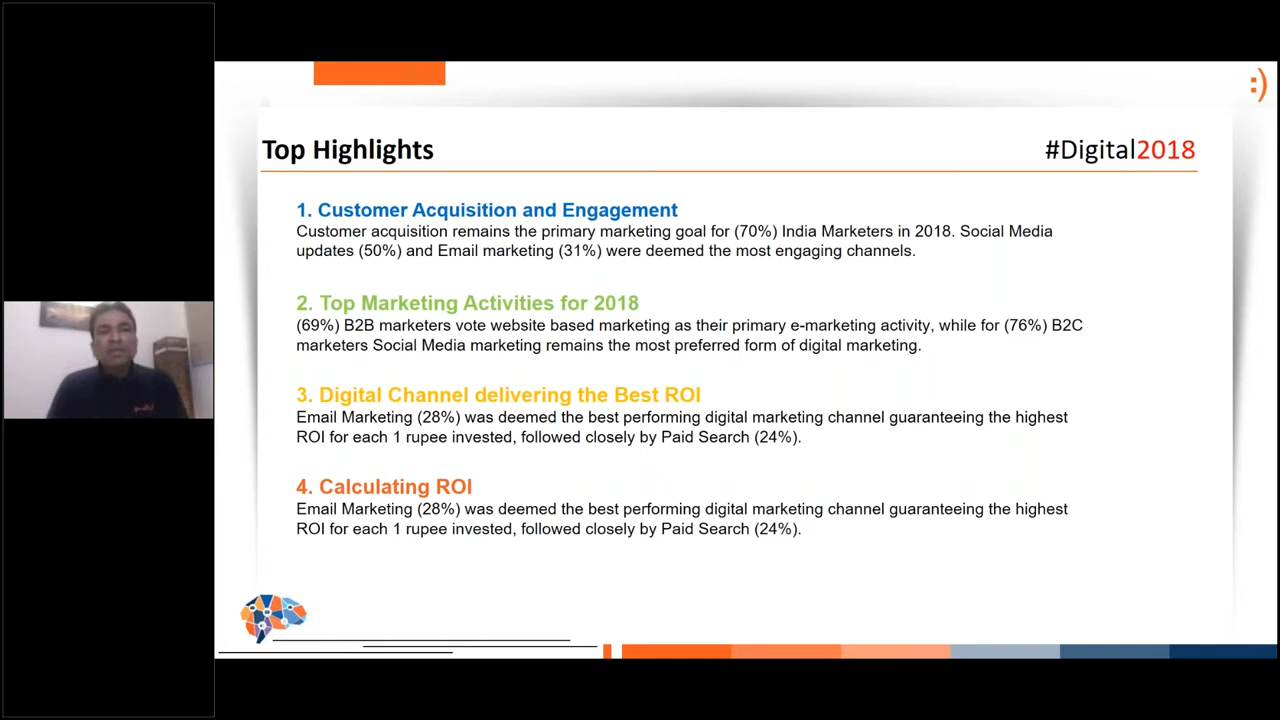 :)
Top Highlights
#Digital2018
1. Customer Acquisition and Engagement
Customer acquisition remains the primary marketing goal for (70%) India Marketers in 2018. Social Media
updates (50%) and Email marketing (31%) were deemed the most engaging channels.
2. Top Marketing Activities for 2018
(69%) B2B marketers vote website based marketing as their primary e-marketing activity, while for (76%) B2C
marketers Social Media marketing remains the most preferred form of digital marketing.
3. Digital Channel delivering the Best ROI
Email Marketing (28%) was deemed the best performing digital marketing channel guaranteeing the highest
ROI for each 1 rupee invested, followed closely by Paid Search (24%).
4. Calculating ROI
Email Marketing (28%) was deemed the best performing digital marketing channel guaranteeing the highest
ROI for each 1 rupee invested, followed closely by Paid Search (24%).